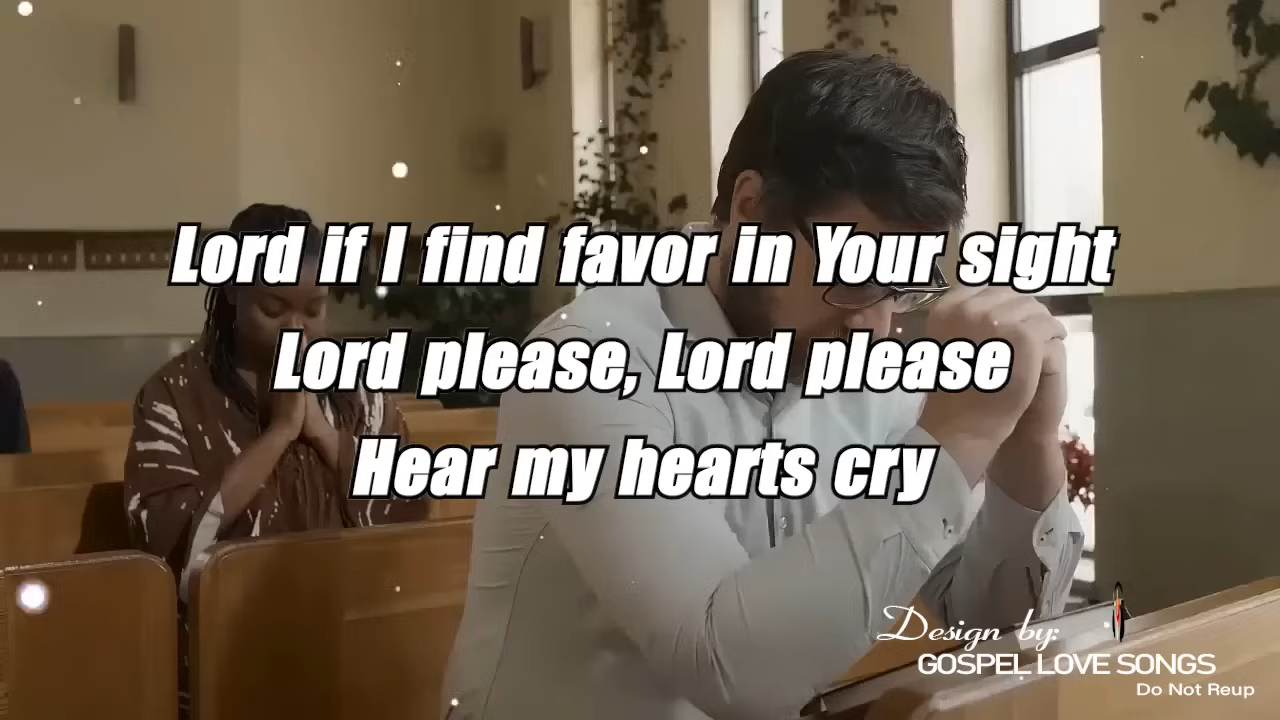 Lord if I find favor in Your sight
Lord please, Lord please
Hear my hearts cry
Design by:
GOSPEL LOVE SONGS
Do Not Reup